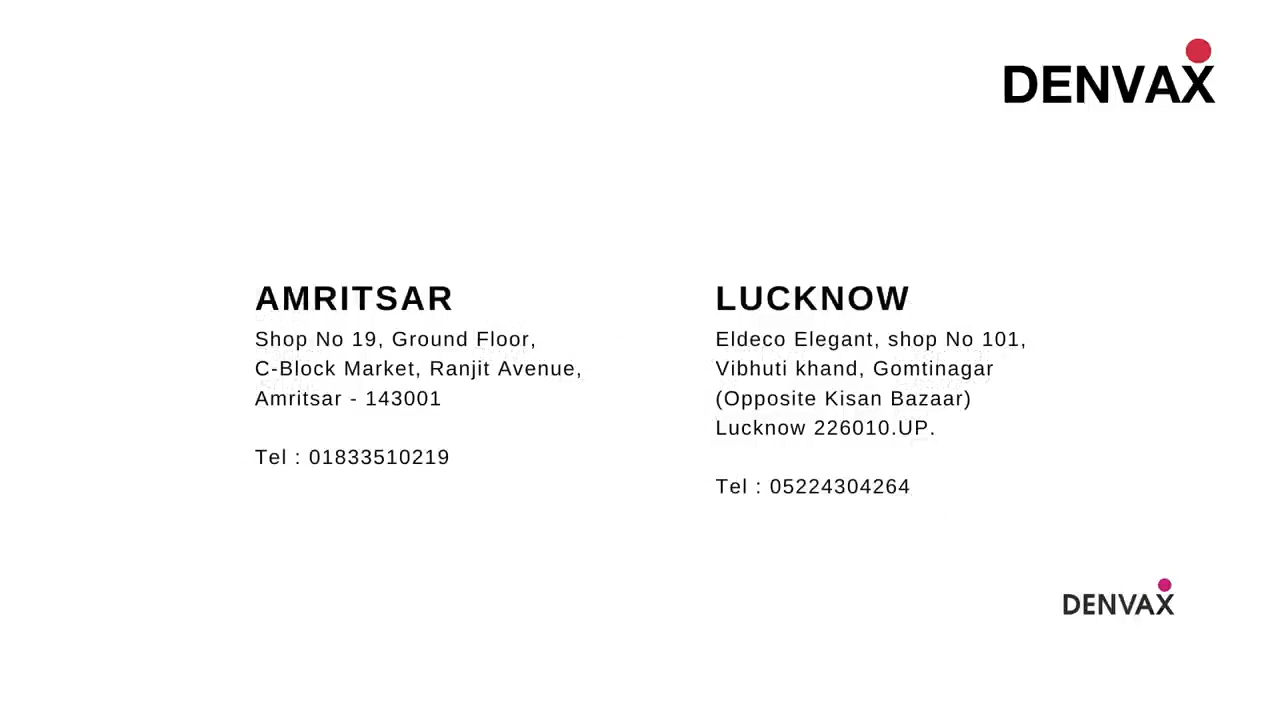 DENVAX
AMRITSAR
Shop No 19, Ground Floor,
C-Block Market, Ranjit Avenue,
Amritsar - 143001
Tel : 01833510219
LUCKNOW
Eldeco Elegant, shop No 101,
Vibhuti khand, Gomtinagar
(Opposite Kisan Bazaar)
Lucknow 226010.UP.
Tel : 05224304264
DENVAX